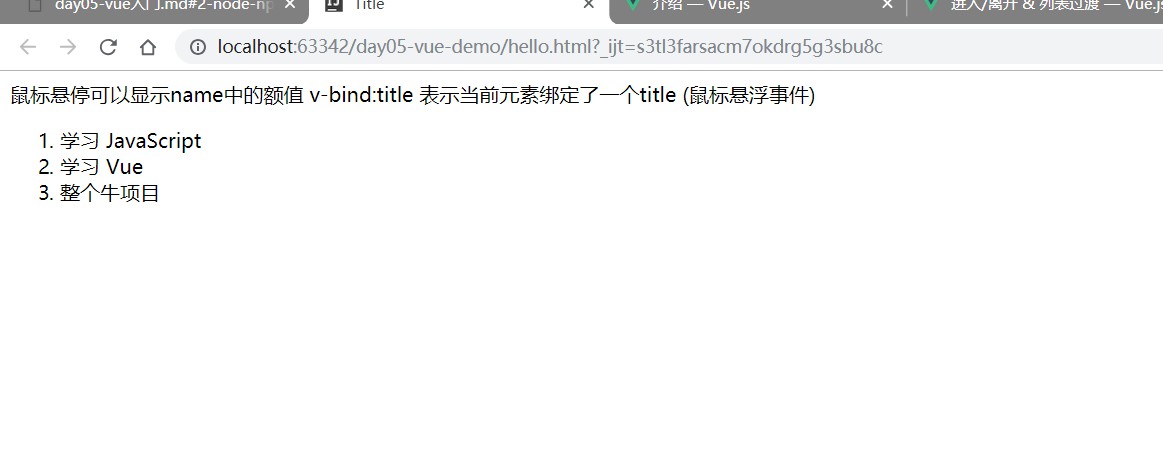 day05-vue入门.md#2-node-np
Title
介绍 — Vue.js
进入/离开 & 列表过渡 — Vue.js
localhost:63342/day05-vue-demo/hello.html?_ijt=s3tl3farsacm7okdrg5g3sbu8c
鼠标悬停可以显示name中的额值 v-bind:title 表示当前元素绑定了一个title (鼠标悬浮事件)
1. 学习 JavaScript
2. 学习 Vue
3. 整个牛项目